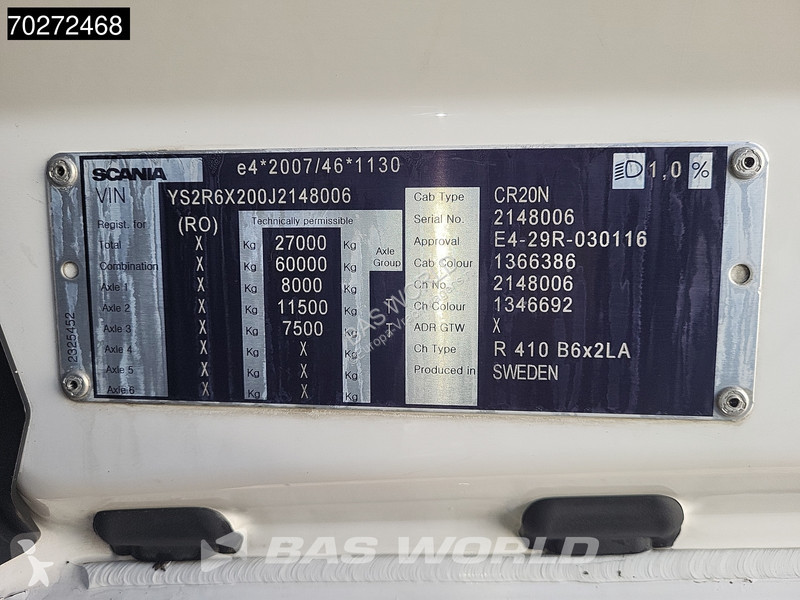 70272468
SCANIA e4*2007/46*1130 1,0 %
VIN YS2R6X200J2148006 Cab Type CR20N
Regist. for (RO) Technically permissible Serial No. 2148006
Total X Kg 27000 Kg Axle Group Approval E4-29R-030116
Combination X Kg 60000 Kg Cab Colour 1366386
Axle 1 X Kg 8000 Kg Ch No. 2148006
Axle 2 X Kg 11500 Kg Ch Colour 1346692
Axle 3 X Kg 7500 Kg T ADR GTW X
Axle 4 X Kg X Kg Ch Type R 410 B6x2LA
Axle 5 X Kg X Kg Produced in SWEDEN
Axle 6 X Kg X Kg
2325452
BAS WORLD
BAS WORLD